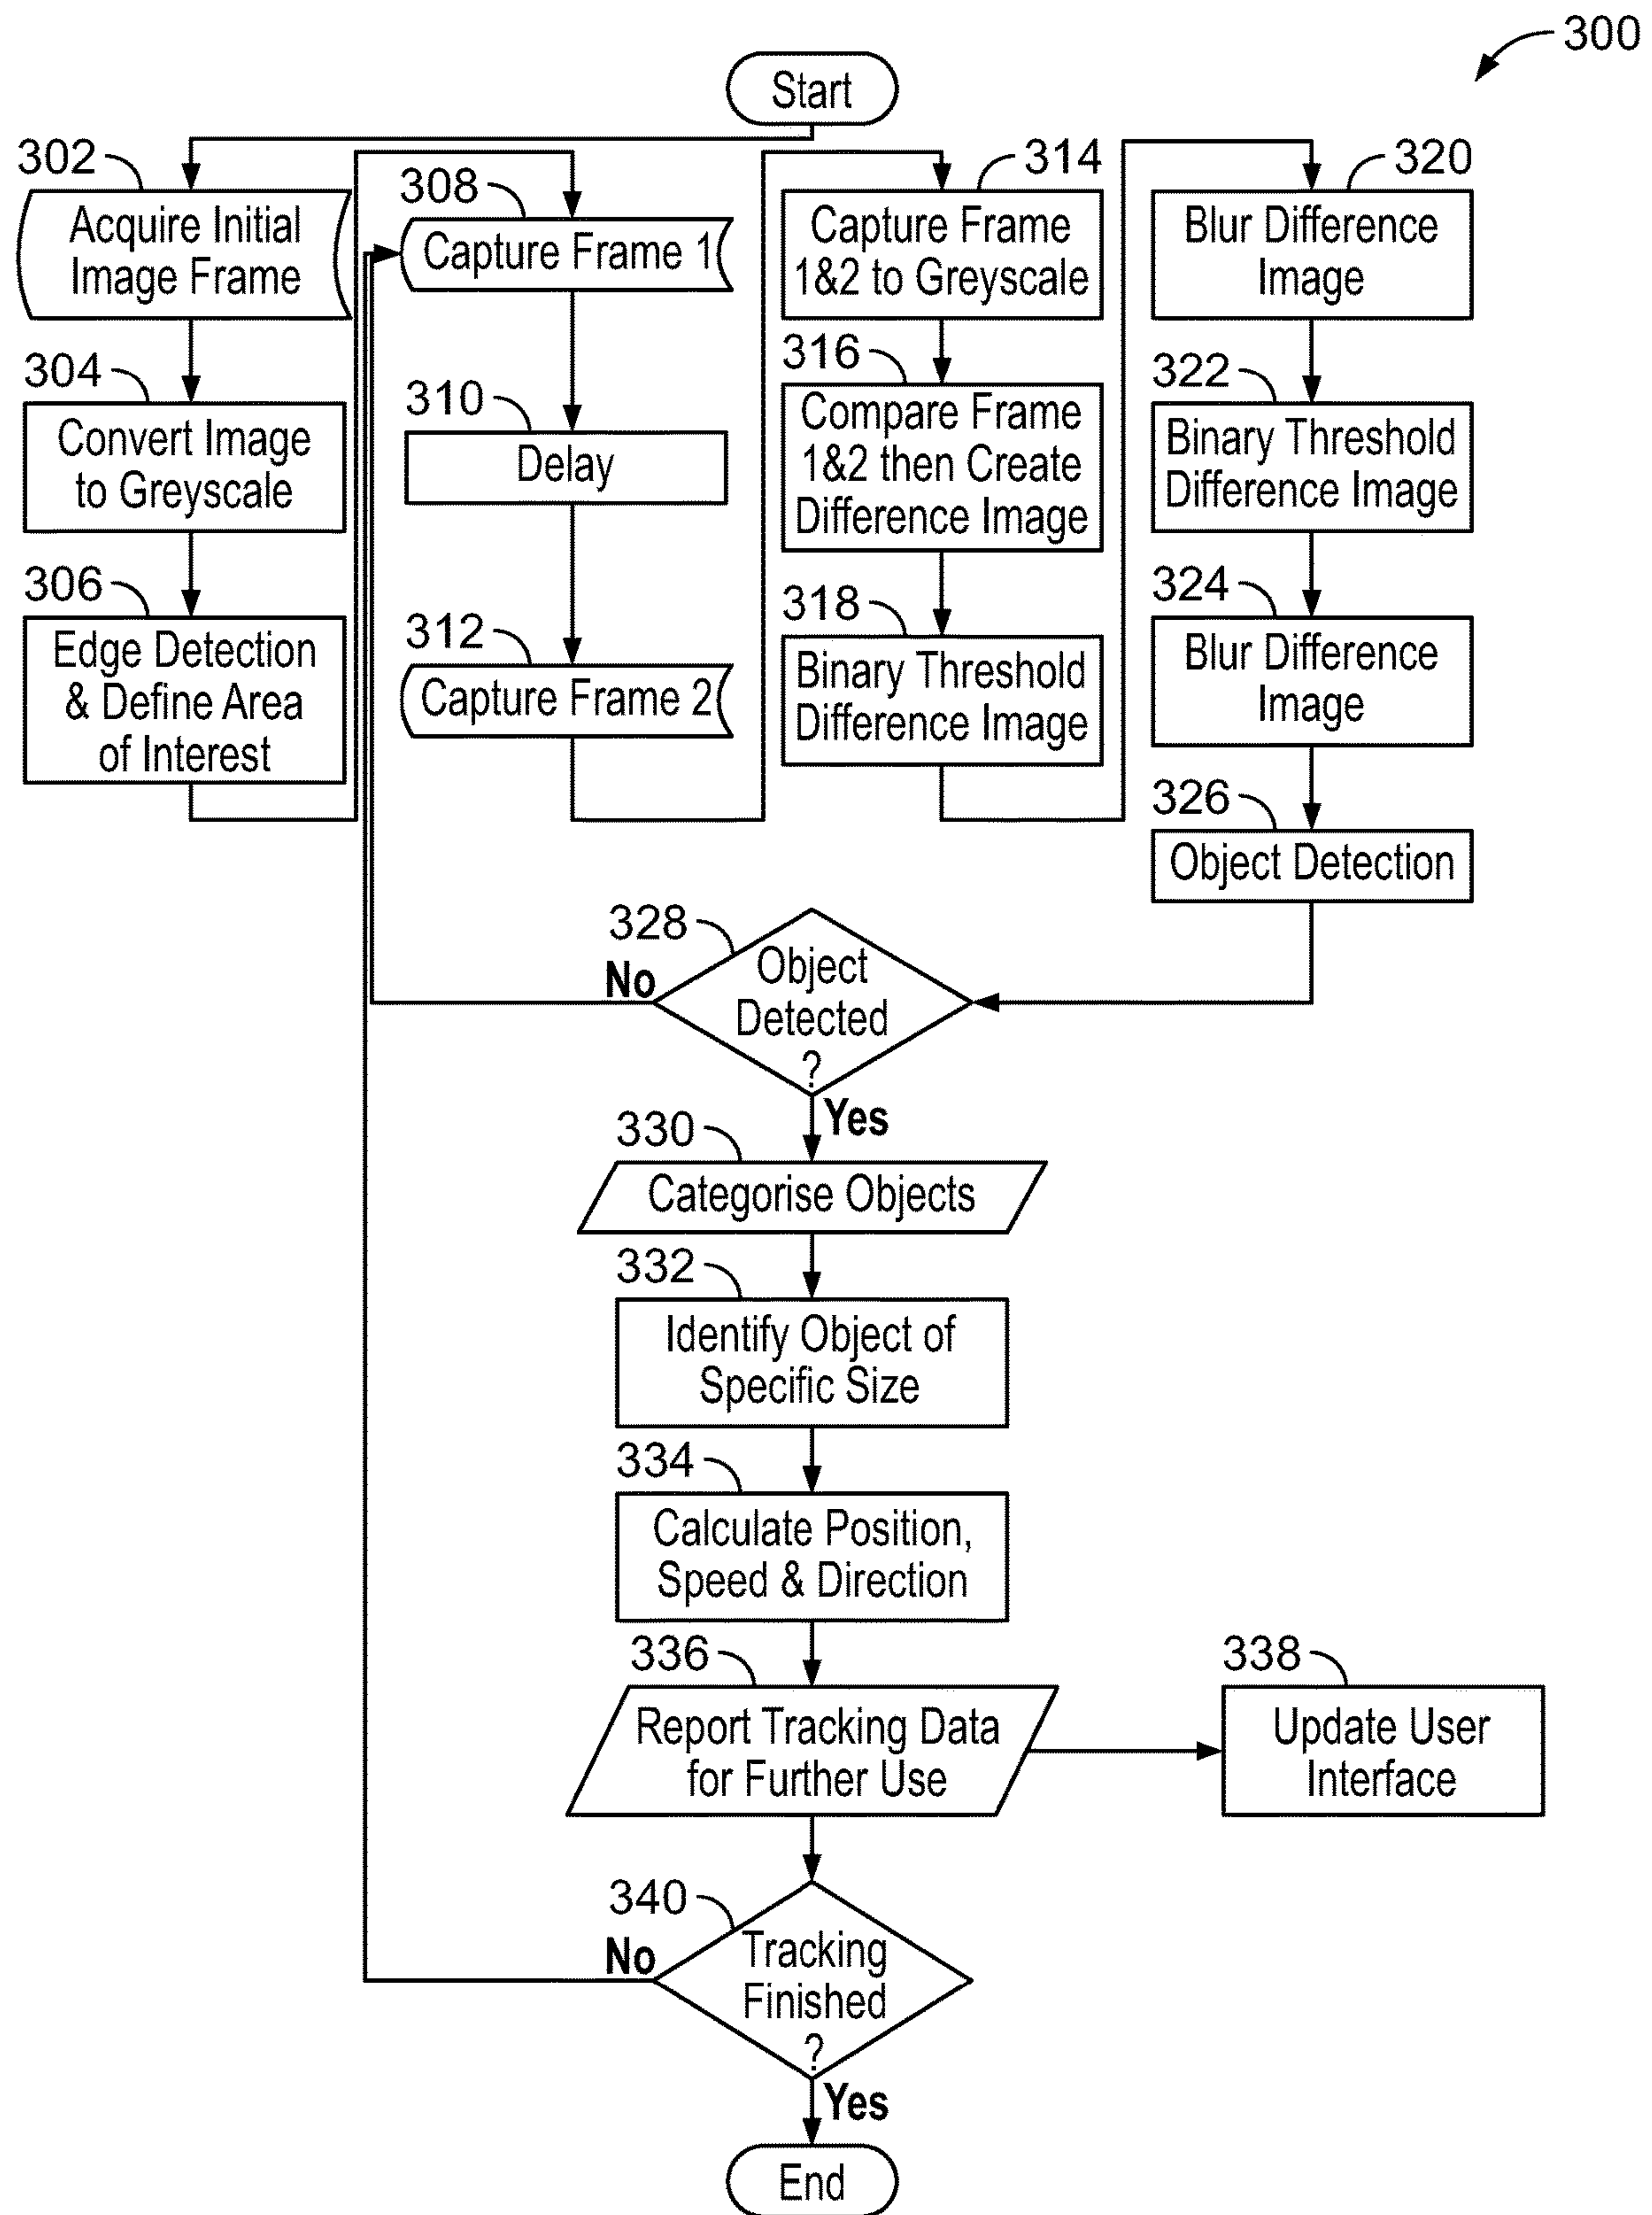 300
Start
302
Acquire Initial
Image Frame
304
Convert Image
to Greyscale
306
Edge Detection
& Define Area
of Interest
308
Capture Frame 1
310
Delay
312
Capture Frame 2
314
Capture Frame
1&2 to Greyscale
316
Compare Frame
1&2 then Create
Difference Image
318
Binary Threshold
Difference Image
320
Blur Difference
Image
322
Binary Threshold
Difference Image
324
Blur Difference
Image
326
Object Detection
328
Object
Detected
?
No
Yes
330
Categorise Objects
332
Identify Object of
Specific Size
334
Calculate Position,
Speed & Direction
336
Report Tracking Data
for Further Use
338
Update User
Interface
340
Tracking
Finished
?
No
Yes
End